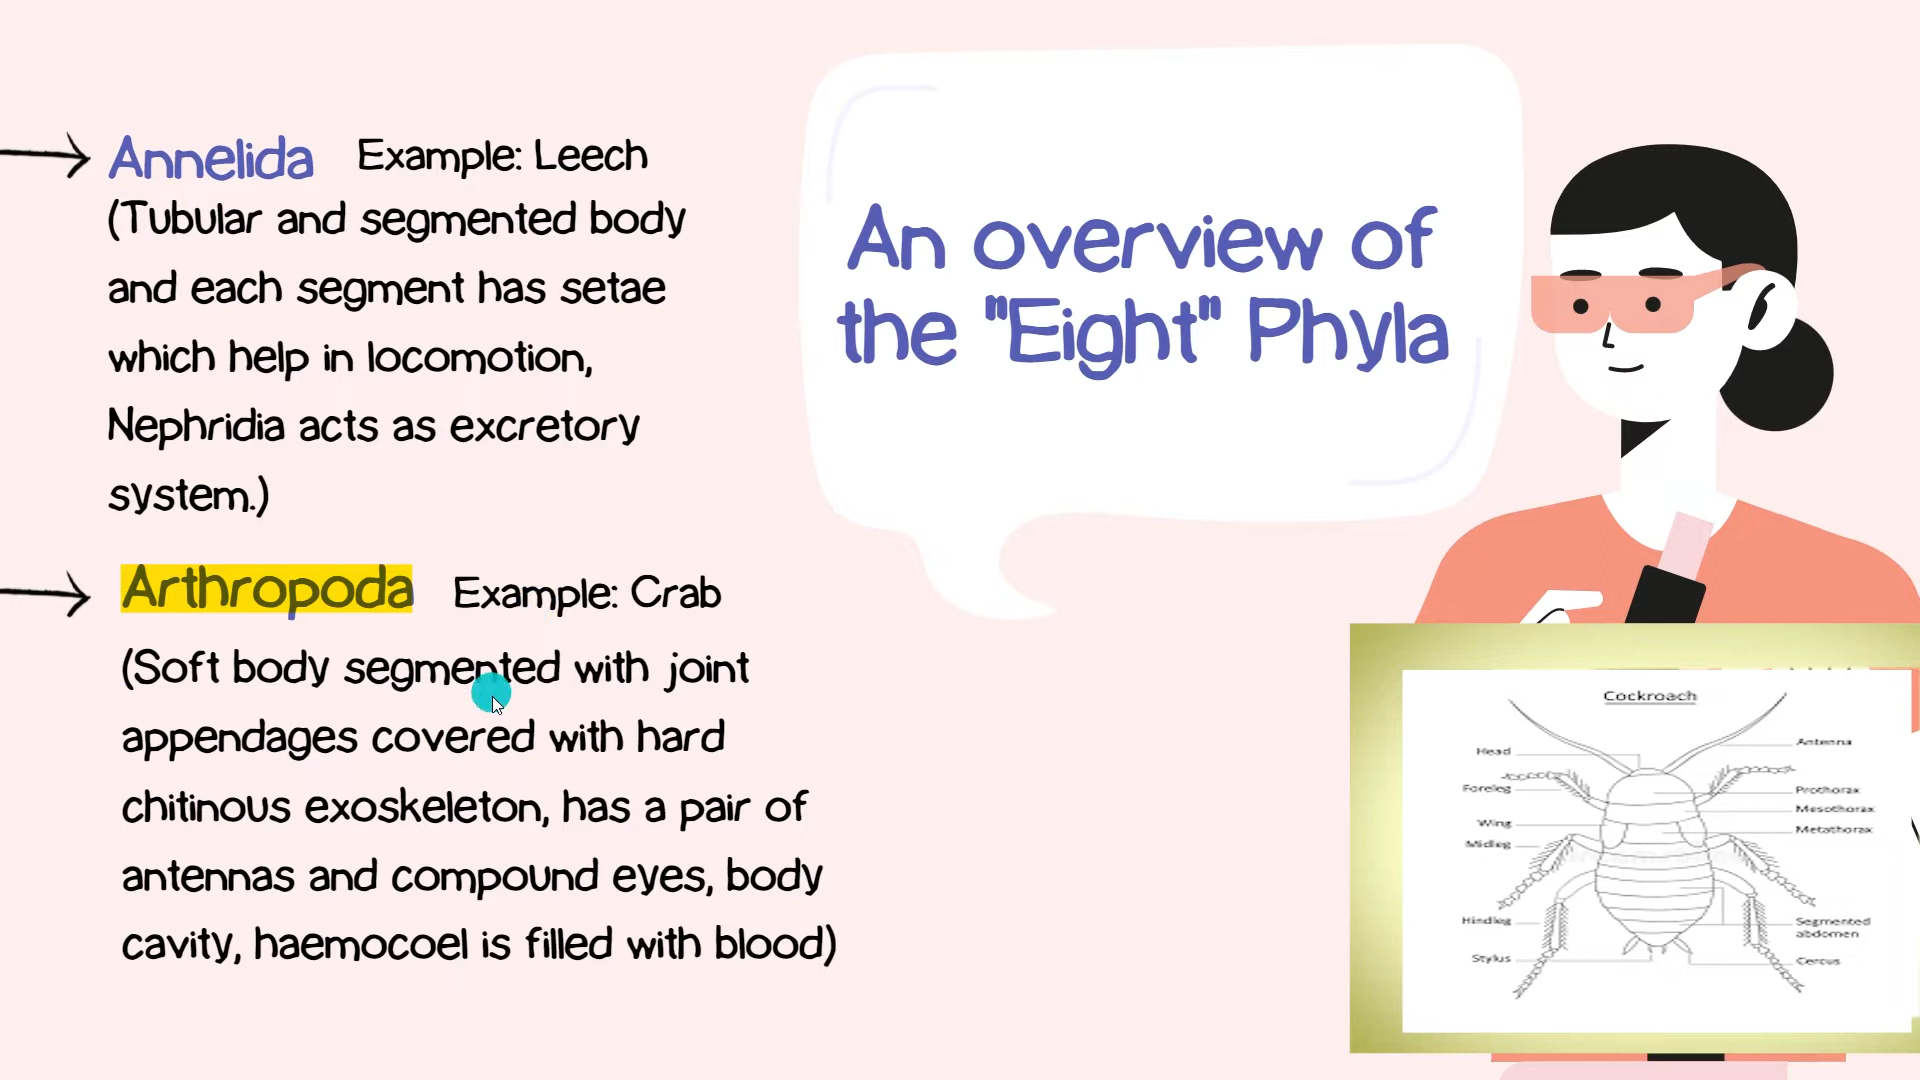 Annelida Example: Leech
(Tubular and segmented body
and each segment has setae
which help in locomotion,
Nephridia acts as excretory
system.)
Arthropoda Example: Crab
(Soft body segmented with joint
appendages covered with hard
chitinous exoskeleton, has a pair of
antennas and compound eyes, body
cavity, haemocoel is filled with blood)
An overview of
the "Eight" Phyla
Cockroach
Head
Foreleg
Wing
Midleg
Hindleg
Stylus
Antenna
Prothorax
Mesothorax
Metathorax
Segmented
abdomen
Cercus